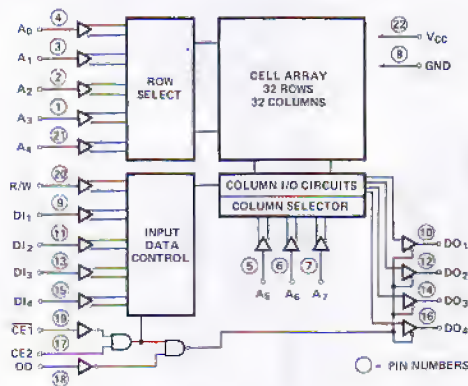 A0 4
A1 3
A2 2
A3 1
A4 21
ROW
SELECT
CELL ARRAY
32 ROWS
32 COLUMNS
22 VCC
8 GND
R/W 20
DI1 9
DI2 11
DI3 13
DI4 15
INPUT
DATA
CONTROL
COLUMN I/O CIRCUITS
COLUMN SELECTOR
5 6 7
A5 A6 A7
10 DO1
12 DO2
14 DO3
16 DO4
CE1 19
CE2 17
OD 18
○ - PIN NUMBERS